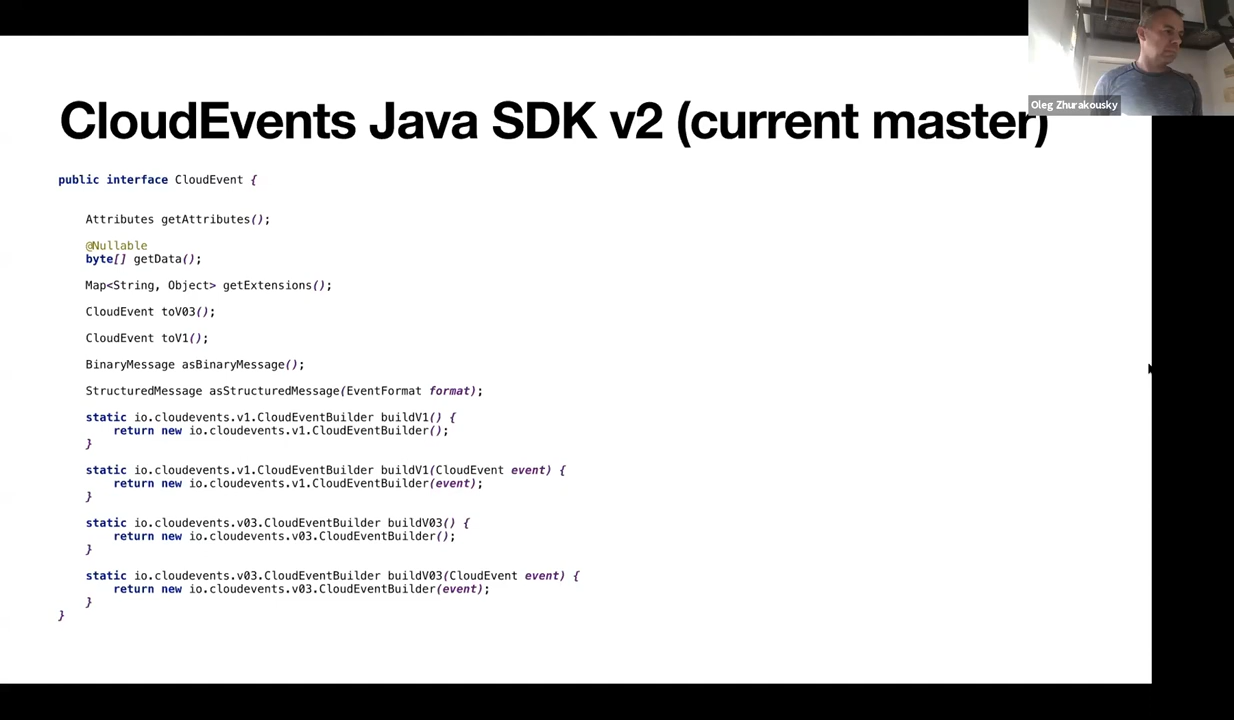 Oleg Zhurakousky
CloudEvents Java SDK v2 (current master)
public interface CloudEvent {
Attributes getAttributes();
@Nullable
byte[] getData();
Map<String, Object> getExtensions();
CloudEvent toV03();
CloudEvent toV1();
BinaryMessage asBinaryMessage();
StructuredMessage asStructuredMessage(EventFormat format);
static io.cloudevents.v1.CloudEventBuilder buildV1() {
return new io.cloudevents.v1.CloudEventBuilder();
}
static io.cloudevents.v1.CloudEventBuilder buildV1(CloudEvent event) {
return new io.cloudevents.v1.CloudEventBuilder(event);
}
static io.cloudevents.v03.CloudEventBuilder buildV03() {
return new io.cloudevents.v03.CloudEventBuilder();
}
static io.cloudevents.v03.CloudEventBuilder buildV03(CloudEvent event) {
return new io.cloudevents.v03.CloudEventBuilder(event);
}
}